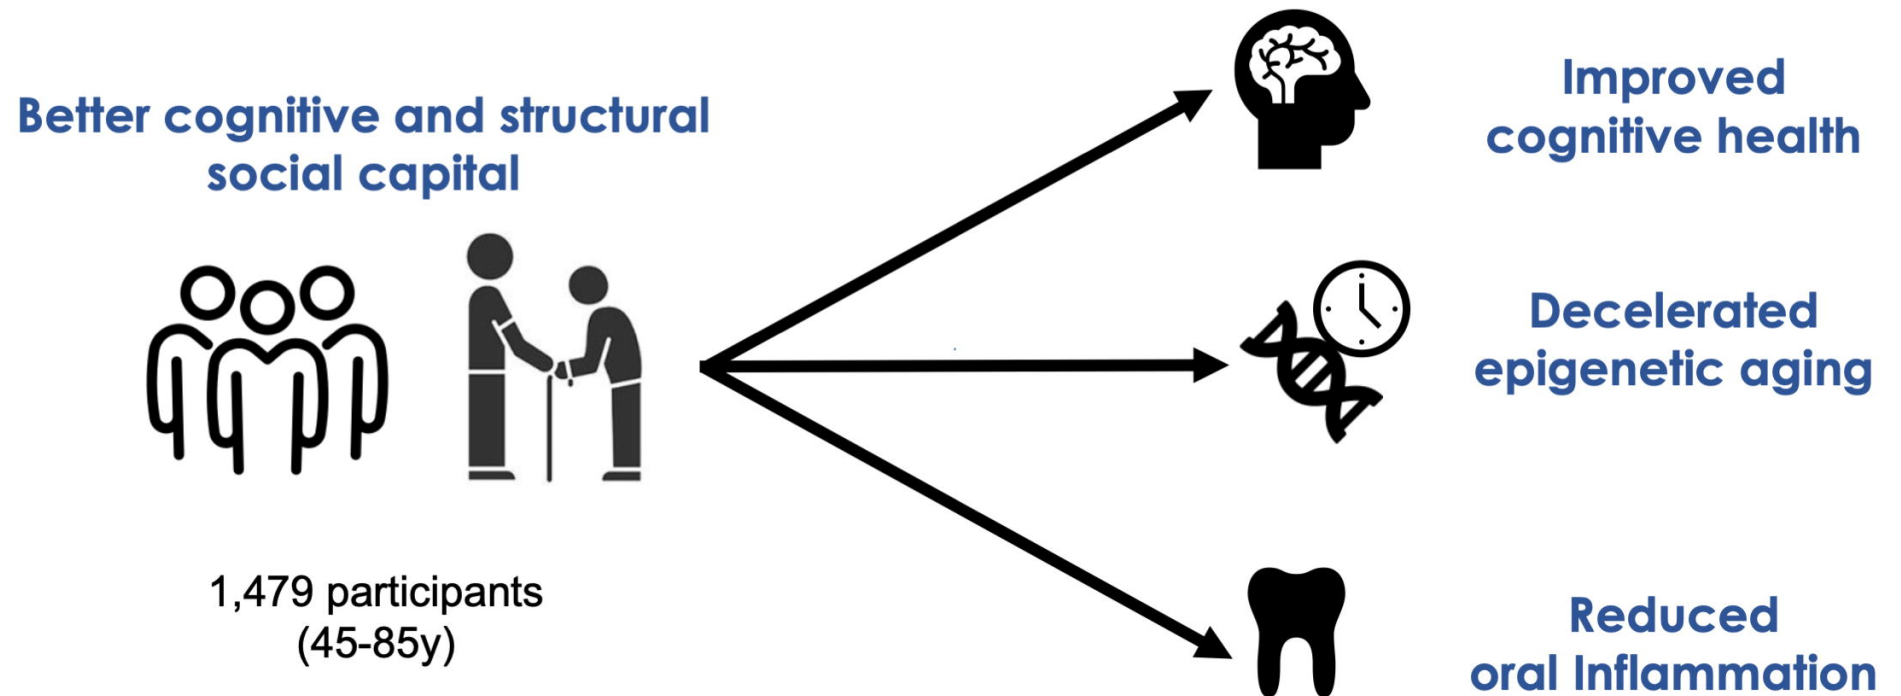 Better cognitive and structural
social capital
1,479 participants
(45-85y)
Improved
cognitive health
Decelerated
epigenetic aging
Reduced
oral Inflammation